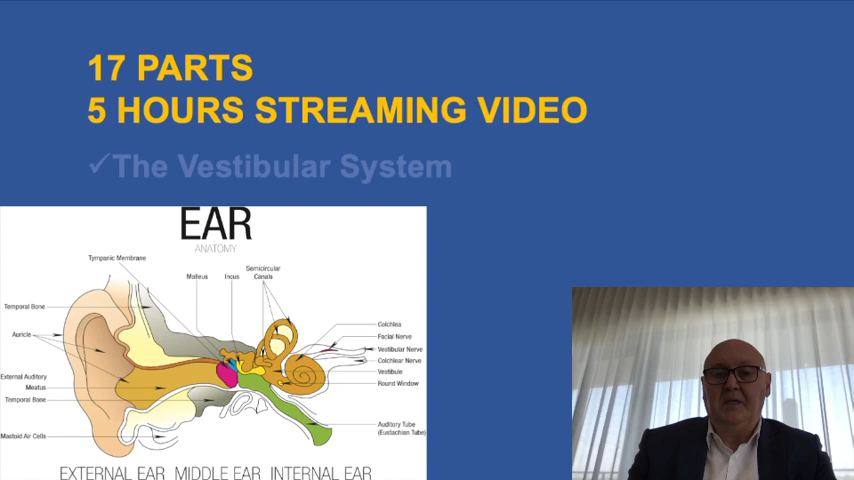 17 PARTS
5 HOURS STREAMING VIDEO
✓The Vestibular System
EAR
ANATOMY
Tympanic Membrane
Malleus
Incus
Semicircular
Canals
Temporal Bone
Auricle
External Auditory
Meatus
Temporal Bone
Mastoid Air Cells
Colchlea
Facial Nerve
Vestibular Nerve
Colchlear Nerve
Vestibule
Round Window
Auditory Tube
(Eustachian Tube)
EXTERNAL EAR MIDDLE EAR INTERNAL EAR